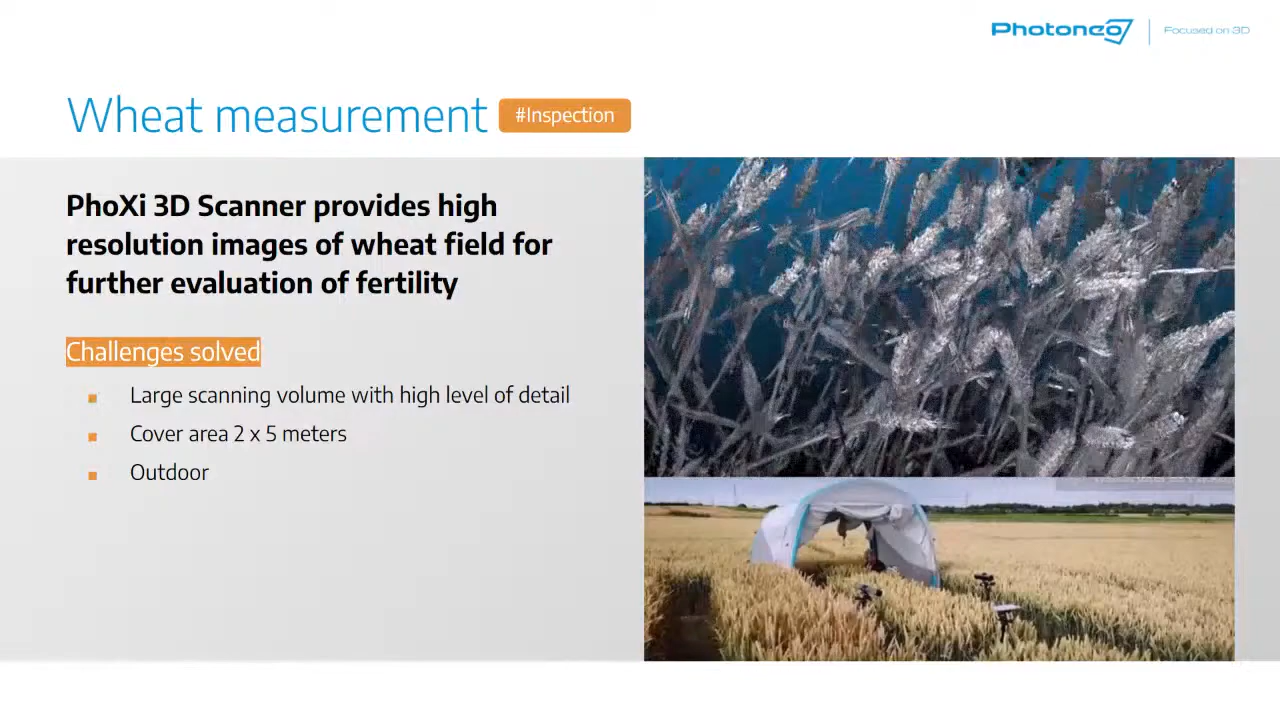 Photoneo
Focused on 3D
Wheat measurement
#Inspection
PhoXi 3D Scanner provides high
resolution images of wheat field for
further evaluation of fertility
Challenges solved
Large scanning volume with high level of detail
Cover area 2 x 5 meters
Outdoor